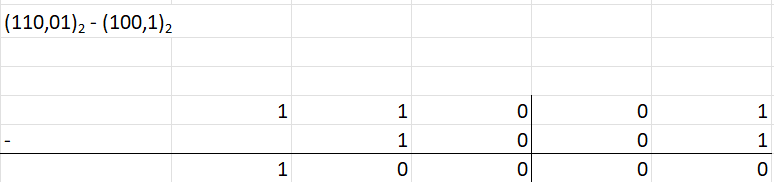 (110,01)₂ - (100,1)₂
1 1 0 0 1
- 1 0 0 1
1 0 0 0 0